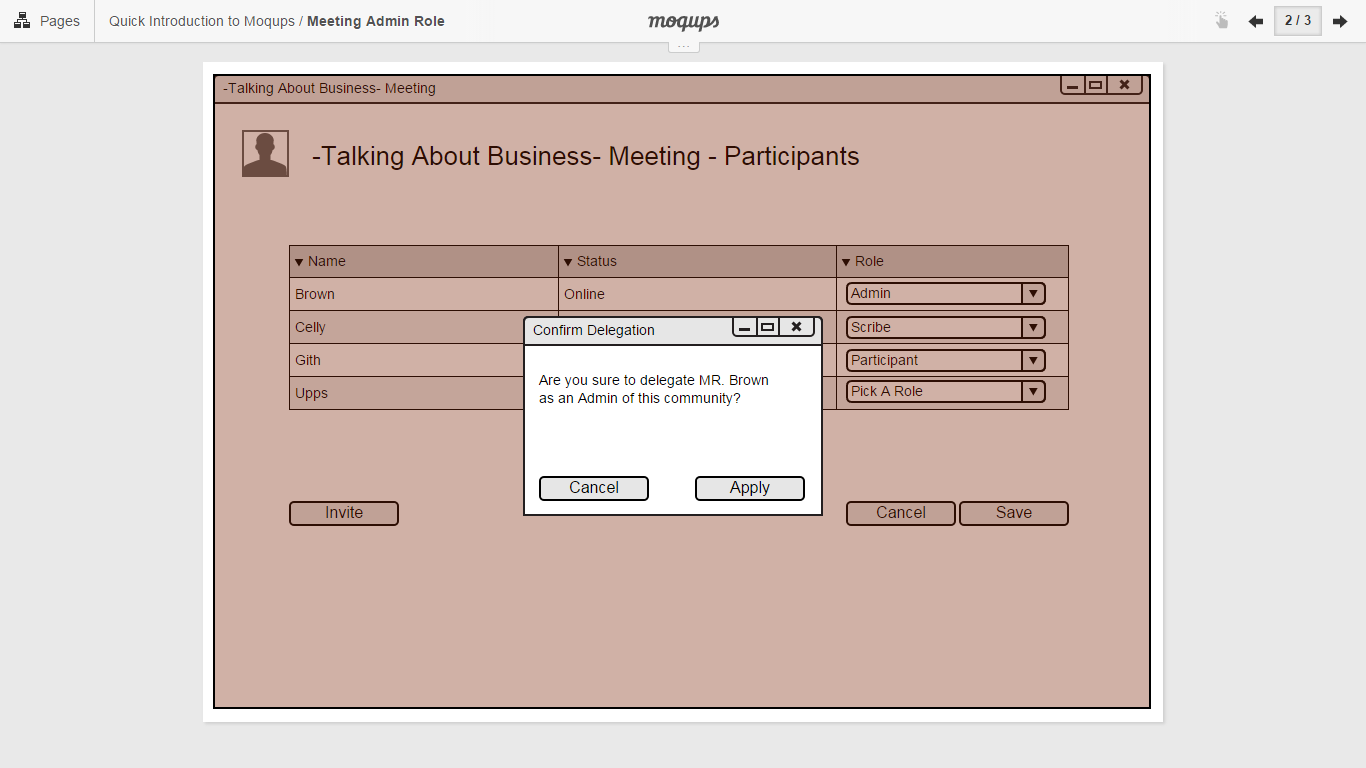 Pages
Quick Introduction to Moqups / Meeting Admin Role
moqups
2 / 3
...
-Talking About Business- Meeting
-Talking About Business- Meeting - Participants
Name Status Role
Brown Online Admin
Celly Scribe
Gith Participant
Upps Pick A Role
Confirm Delegation
Are you sure to delegate MR. Brown
as an Admin of this community?
Cancel Apply
Invite Cancel Save